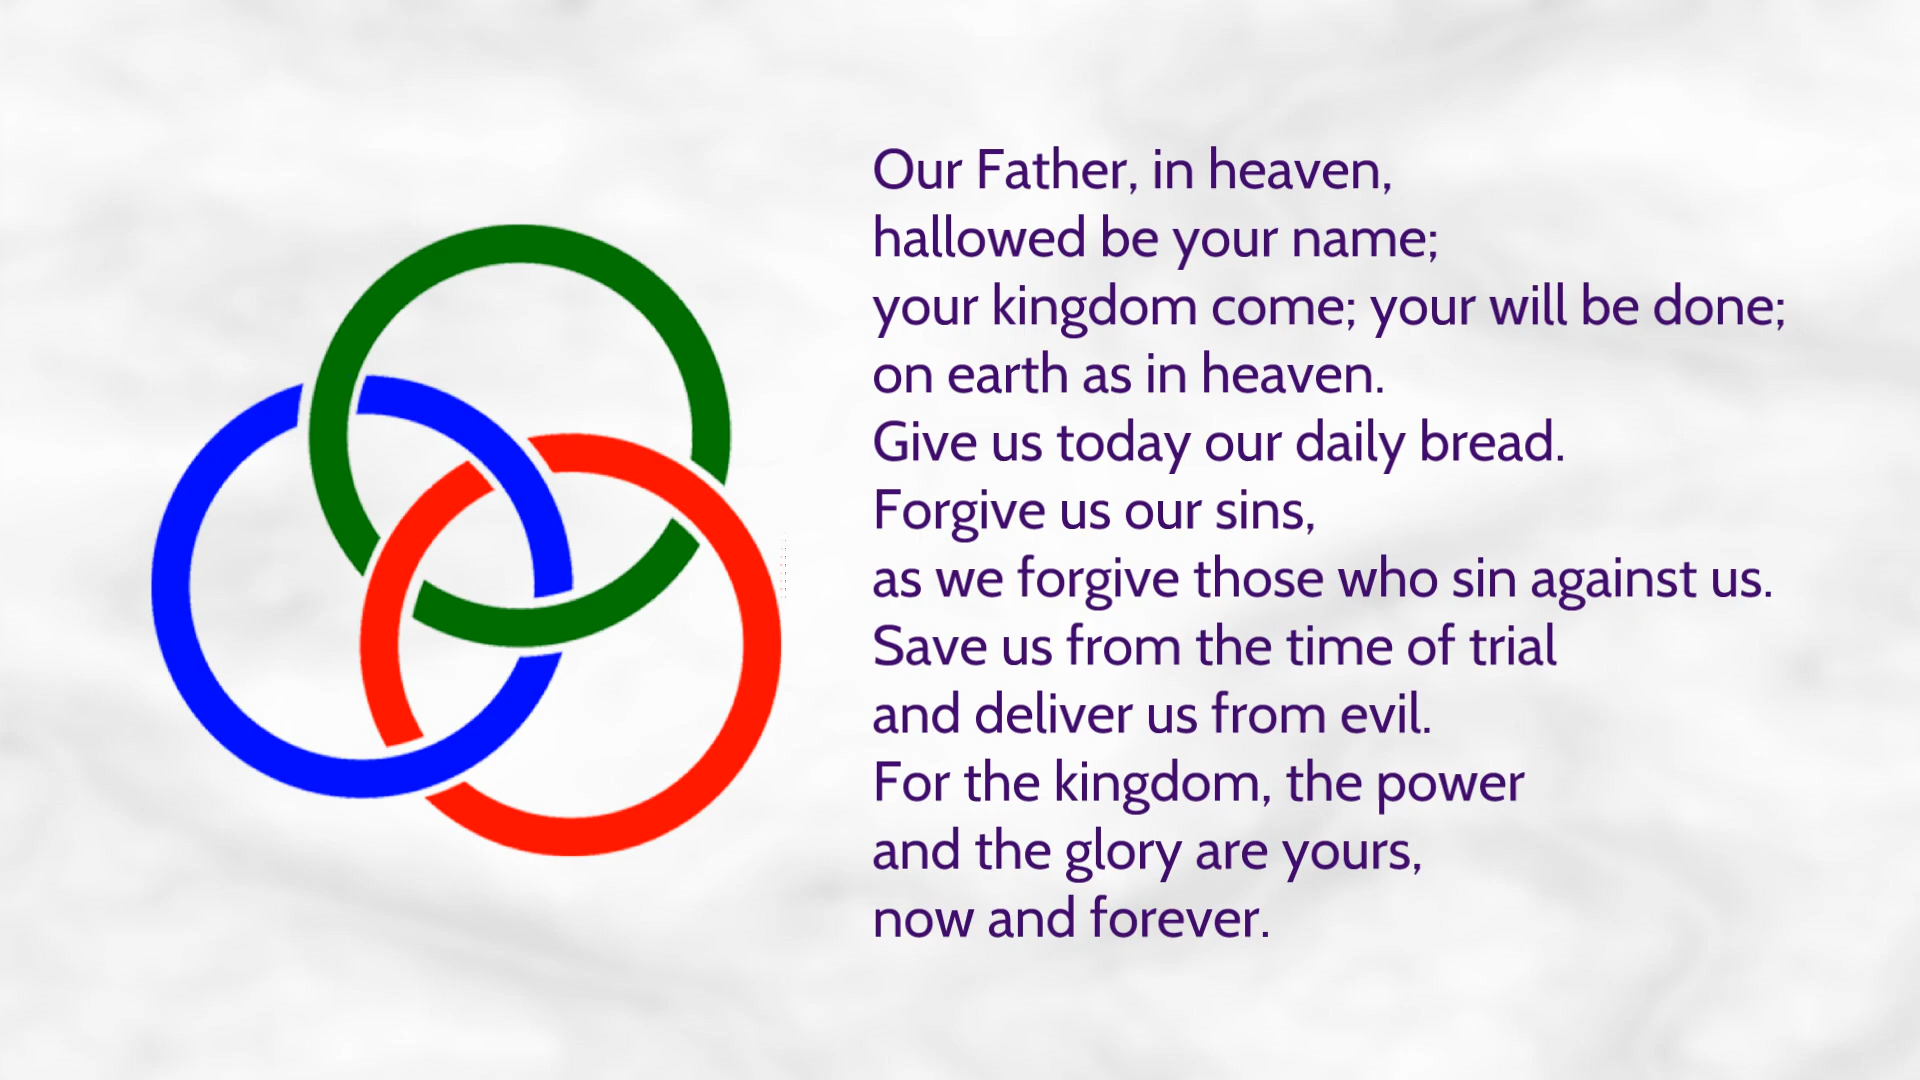 Our Father, in heaven,
hallowed be your name;
your kingdom come; your will be done;
on earth as in heaven.
Give us today our daily bread.
Forgive us our sins,
as we forgive those who sin against us.
Save us from the time of trial
and deliver us from evil.
For the kingdom, the power
and the glory are yours,
now and forever.